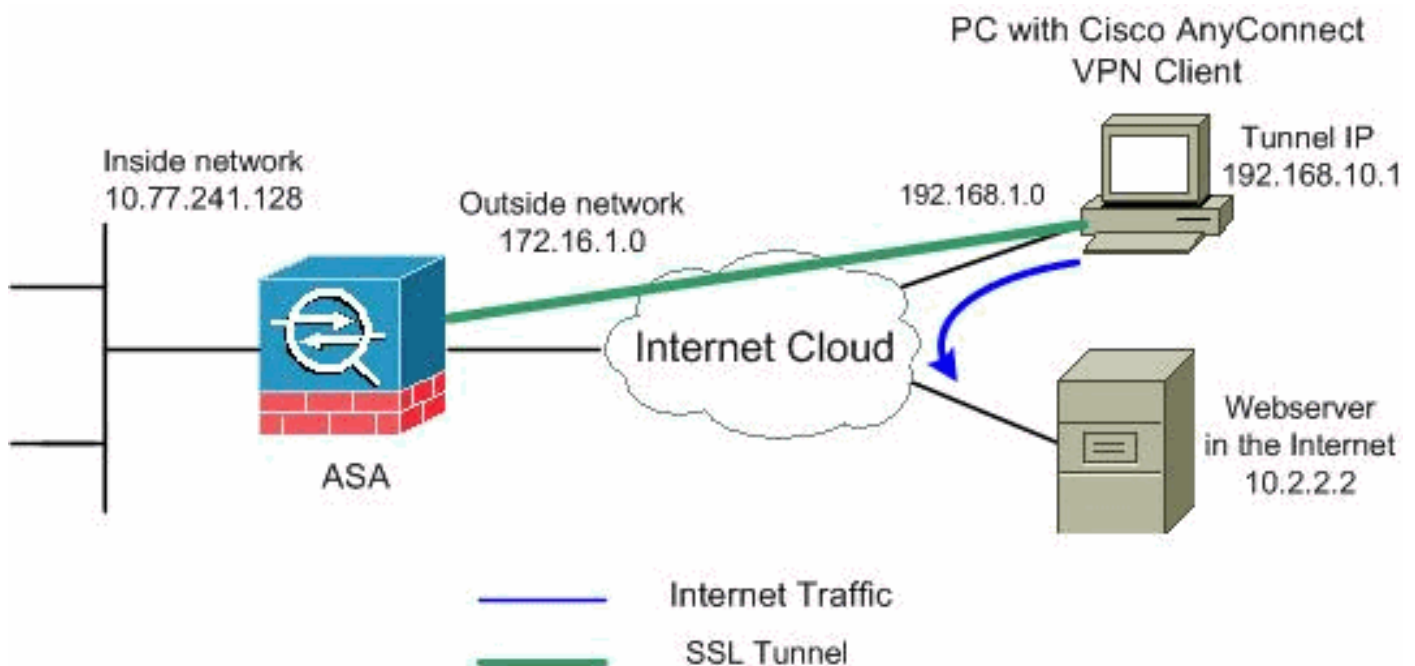 PC with Cisco AnyConnect
VPN Client
Inside network
10.77.241.128
Outside network
172.16.1.0
192.168.1.0
Tunnel IP
192.168.10.1
Internet Cloud
ASA
Webserver
in the Internet
10.2.2.2
Internet Traffic
SSL Tunnel